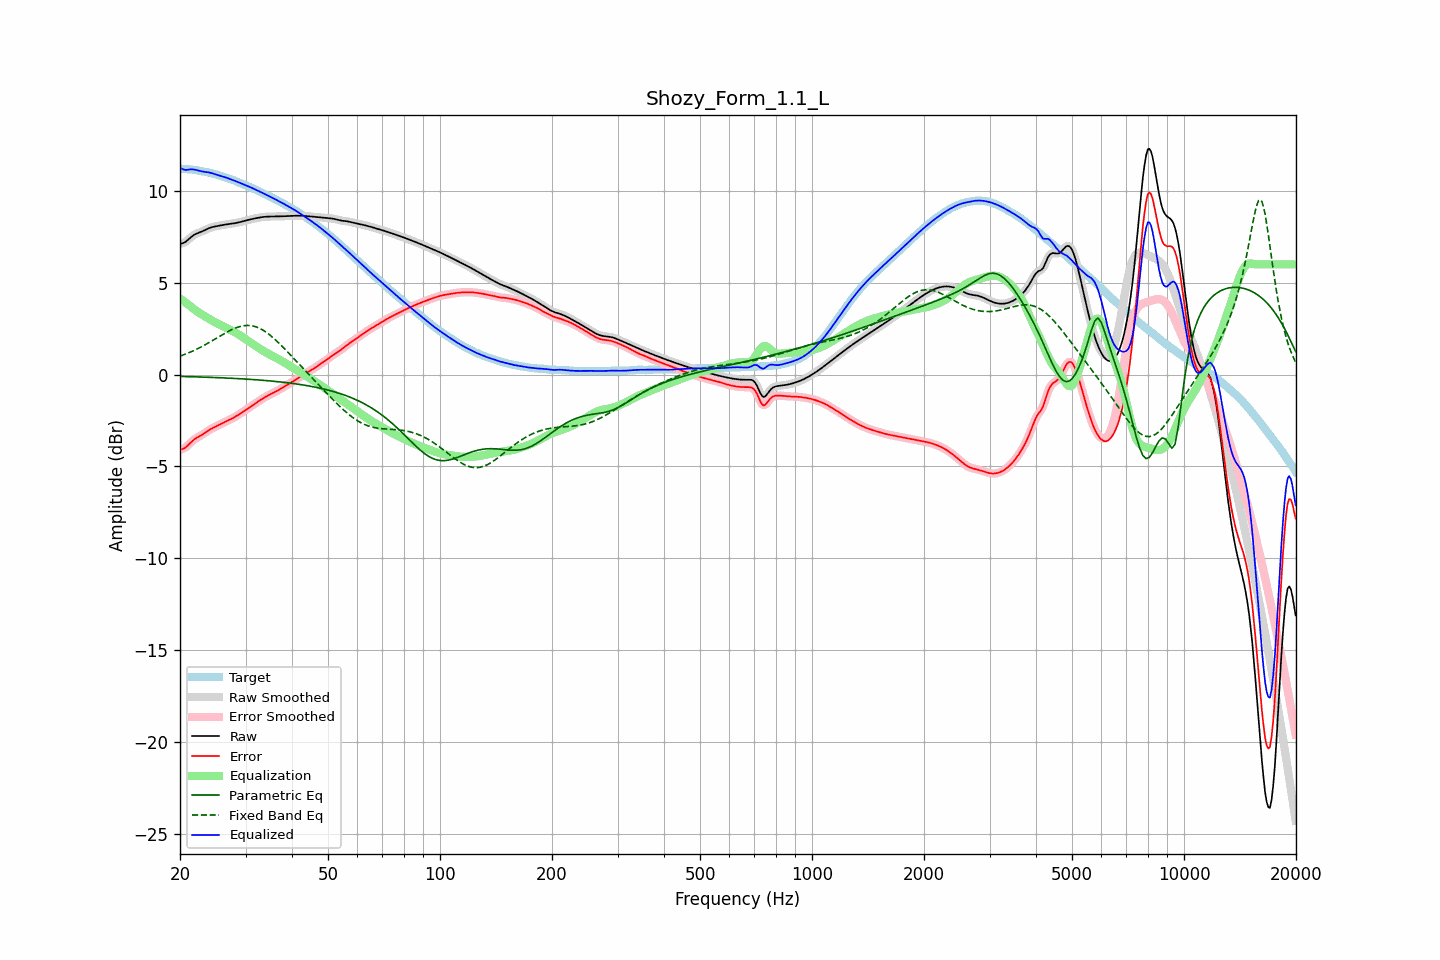 Shozy_Form_1.1_L
Amplitude (dBr)
10
5
0
−5
−10
−15
−20
−25
Target
Raw Smoothed
Error Smoothed
Raw
Error
Equalization
Parametric Eq
Fixed Band Eq
Equalized
20 50 100 200 500 1000 2000 5000 10000 20000
Frequency (Hz)